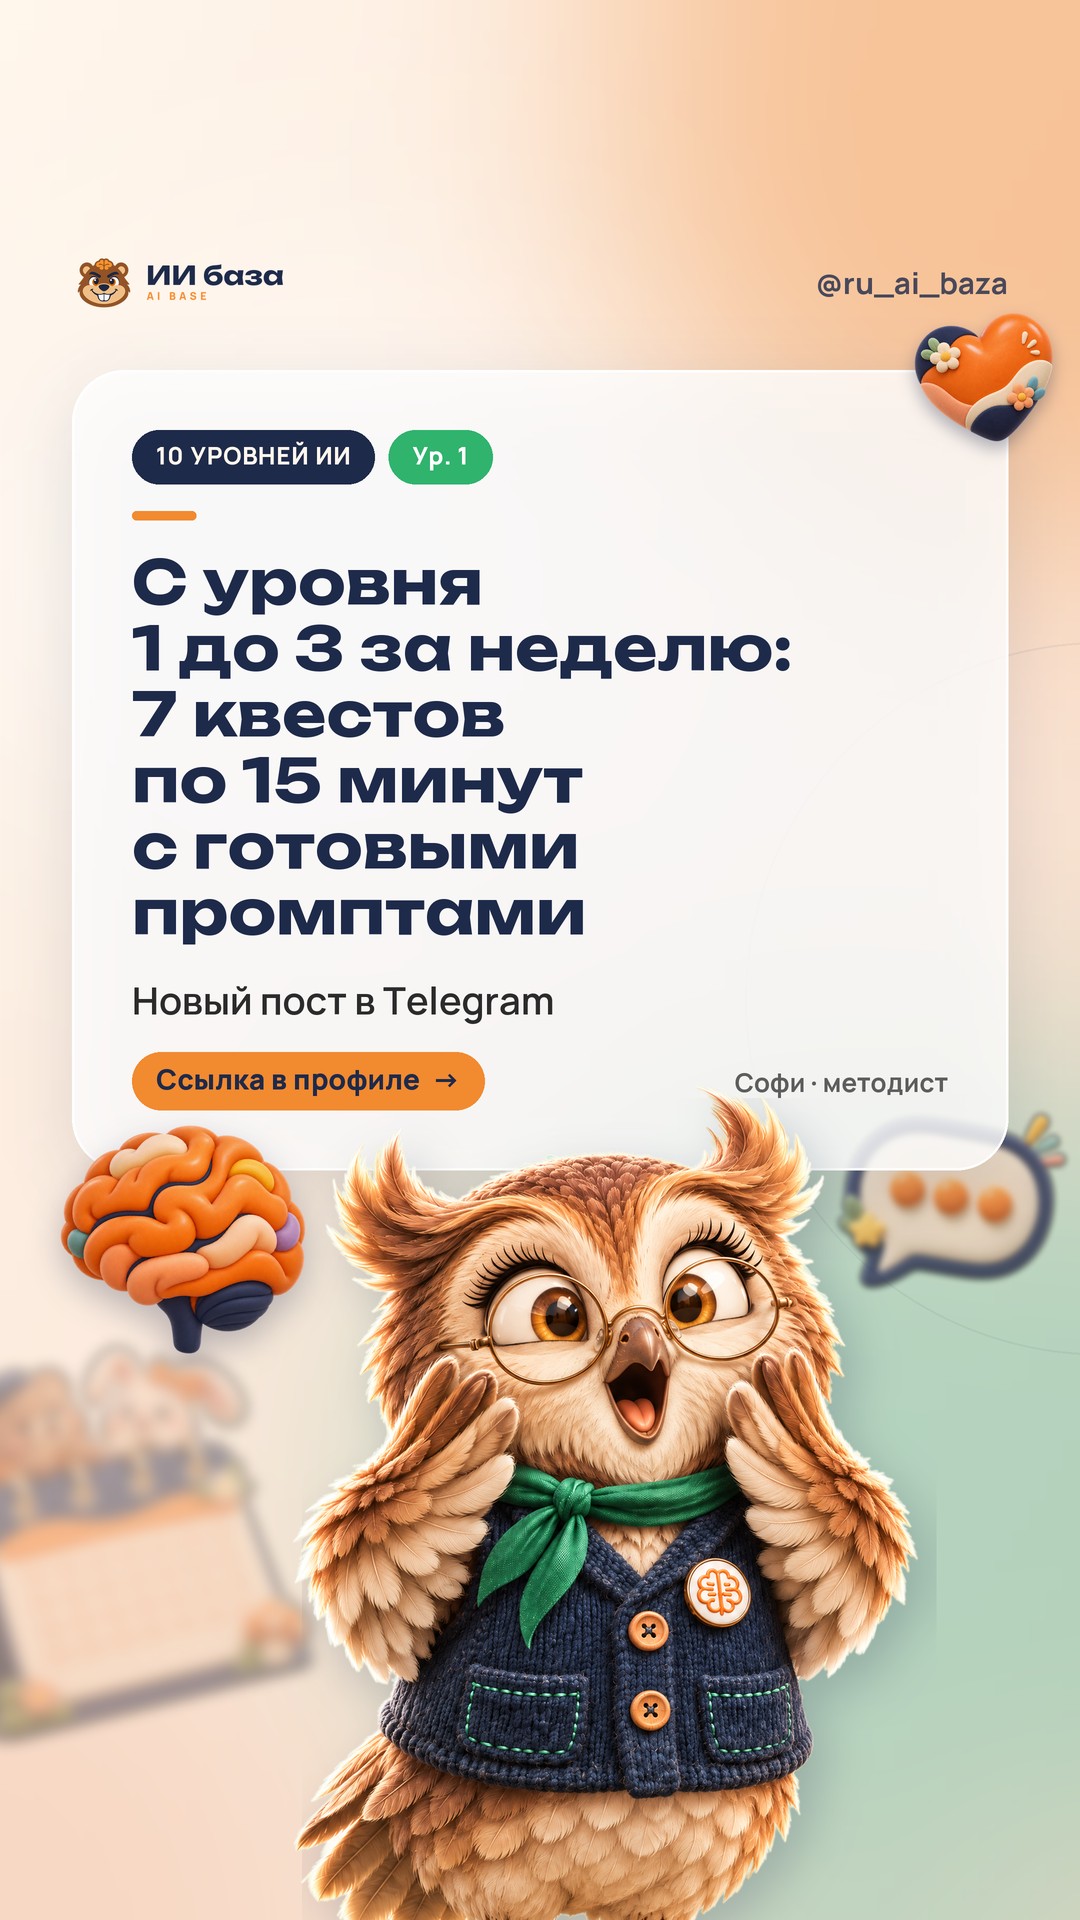 ИИ база
AI BASE
@ru_ai_baza
10 УРОВНЕЙ ИИ
Ур. 1
С уровня
1 до 3 за неделю:
7 квестов
по 15 минут
с готовыми
промптами
Новый пост в Telegram
Ссылка в профиле →
Софи · методист